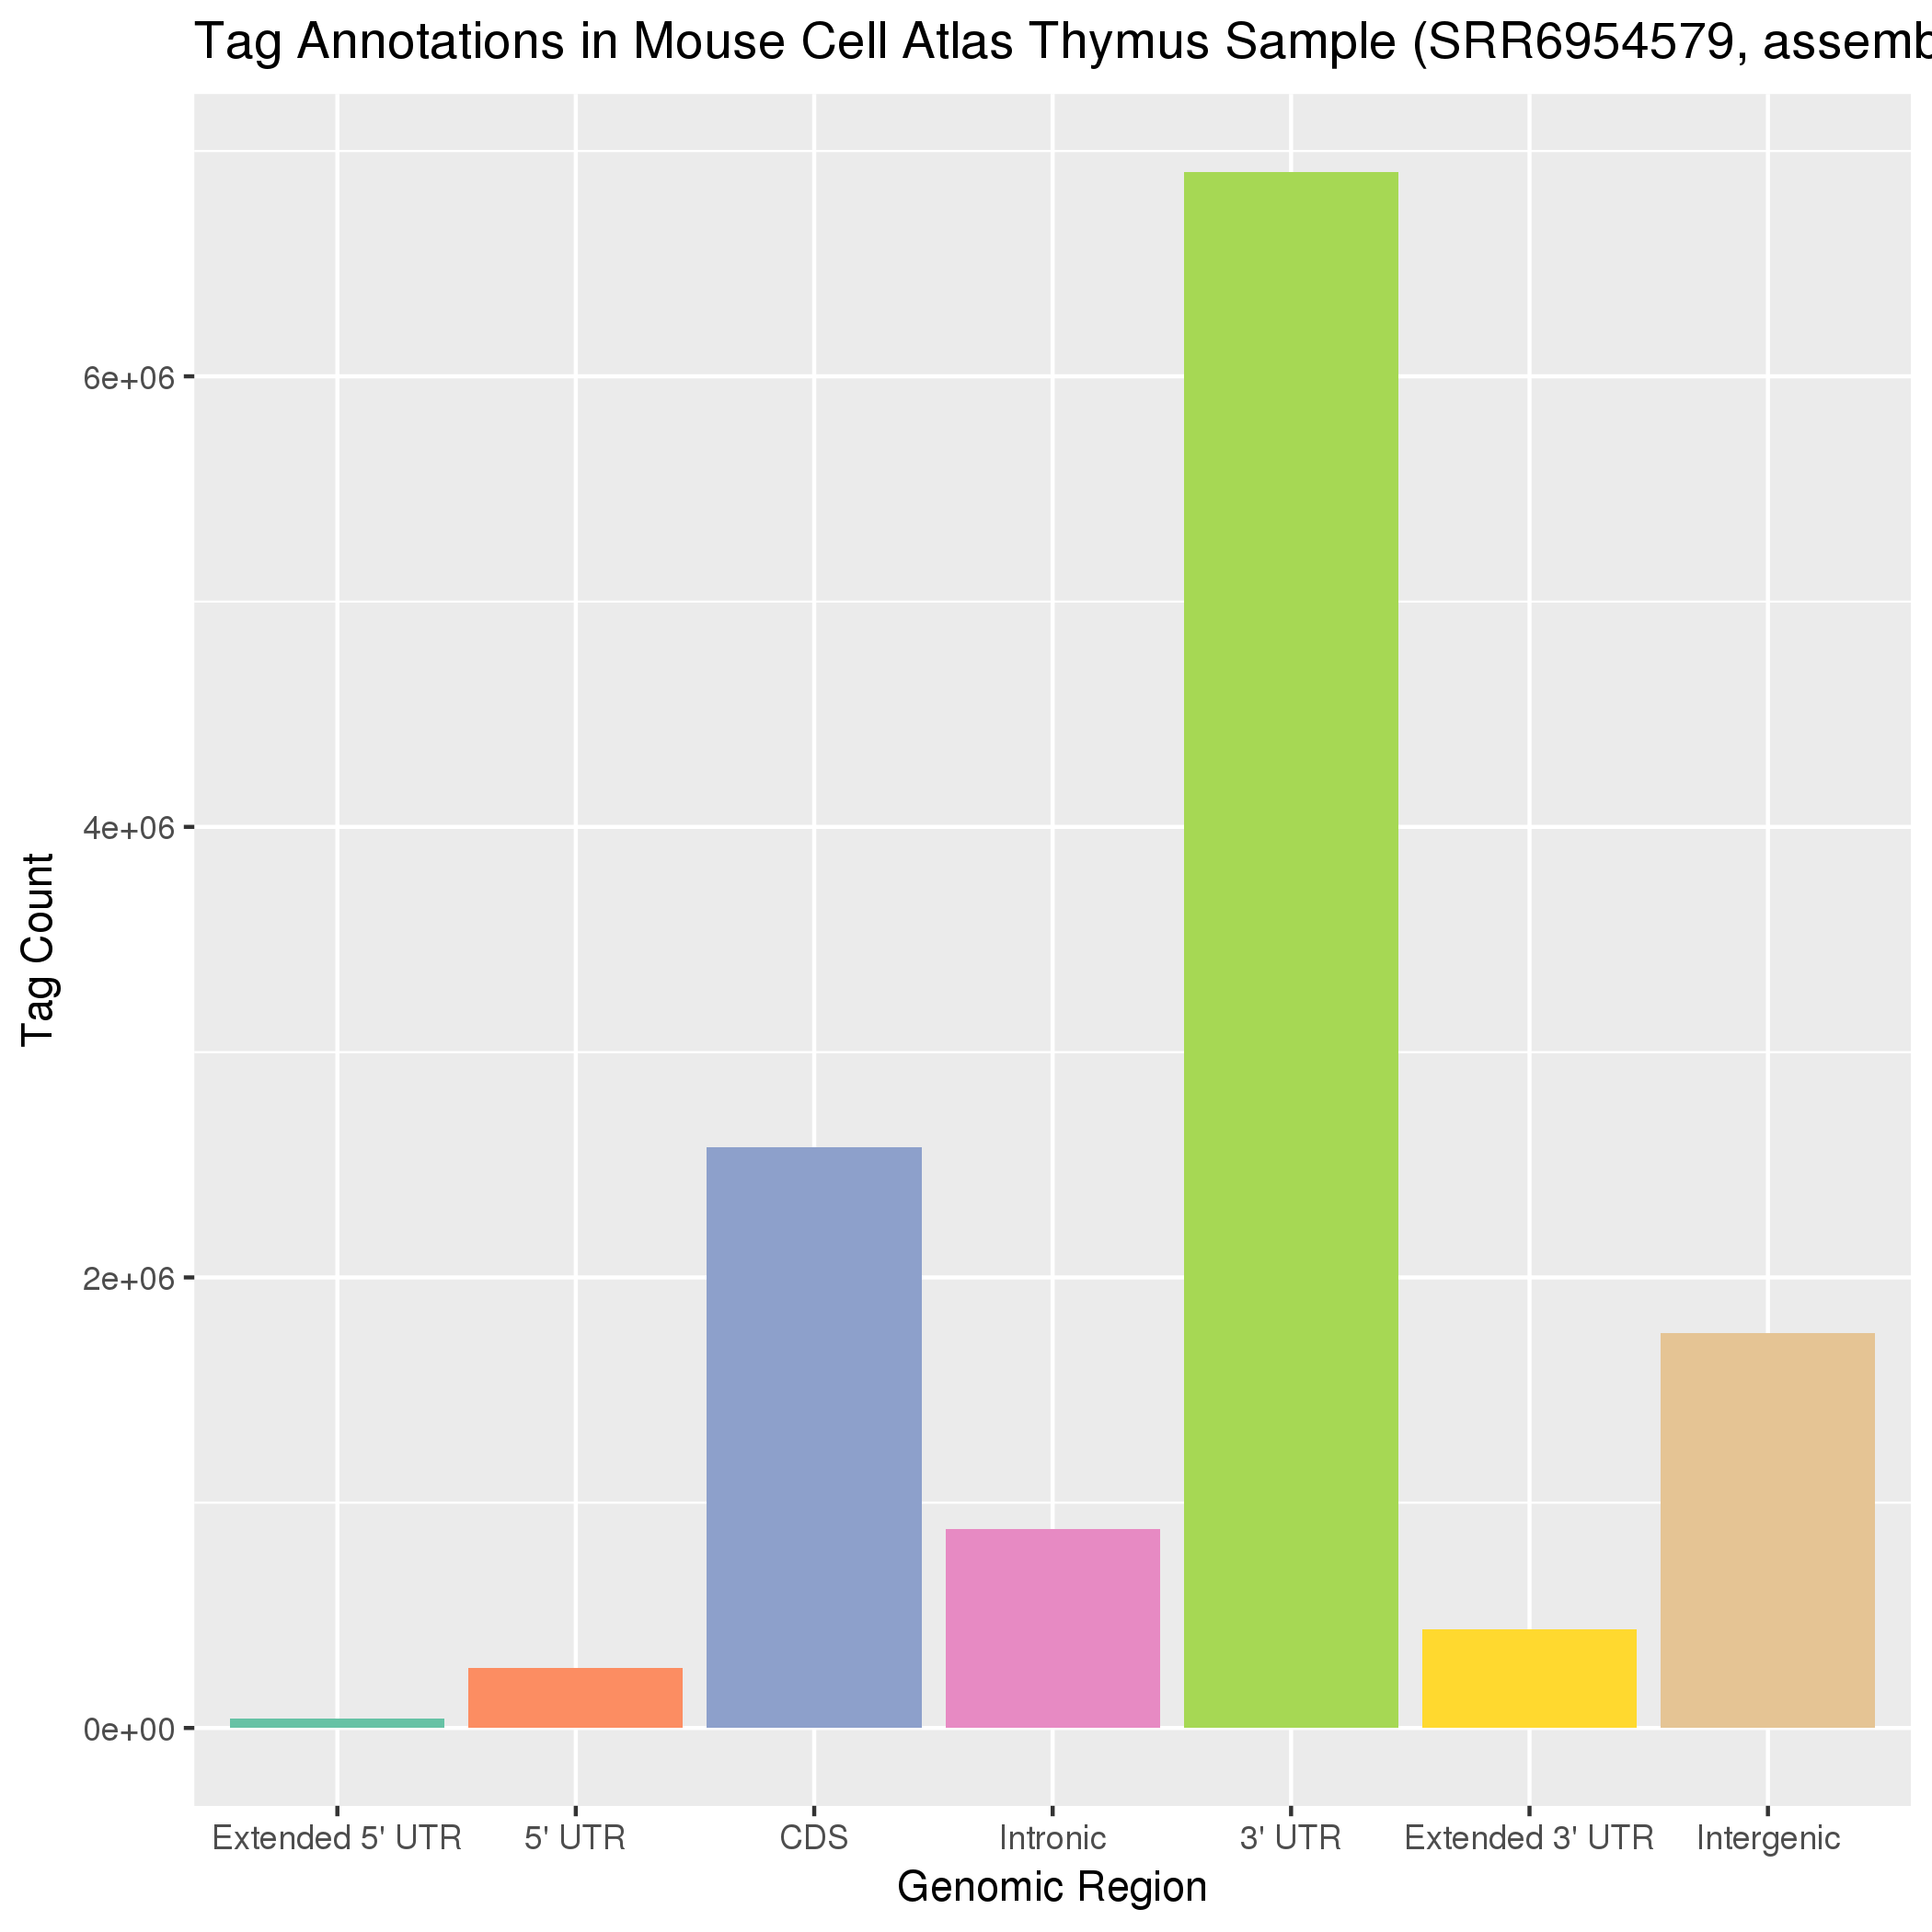 Tag Annotations in Mouse Cell Atlas Thymus Sample (SRR6954579, assemb
6e+06
4e+06
2e+06
0e+00
Tag Count
Extended 5' UTR 5' UTR CDS Intronic 3' UTR Extended 3' UTR Intergenic
Genomic Region